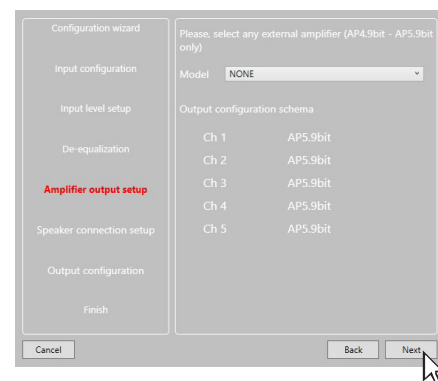 Configuration wizard
Input configuration
Input level setup
De-equalization
Amplifier output setup
Speaker connection setup
Output configuration
Finish
Please, select any external amplifier (AP4.9bit - AP5.9bit
only)
Model NONE
Output configuration schema
Ch 1 AP5.9bit
Ch 2 AP5.9bit
Ch 3 AP5.9bit
Ch 4 AP5.9bit
Ch 5 AP5.9bit
Cancel Back Next